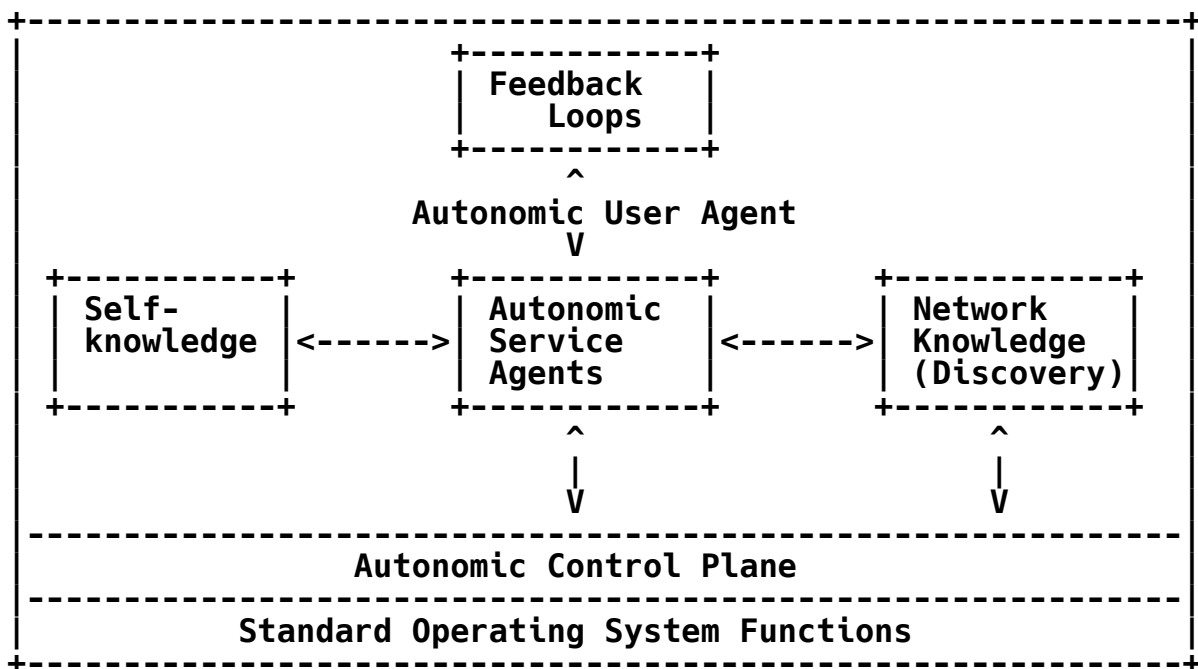 Feedback
Loops
Autonomic User Agent
Self-
knowledge
Autonomic
Service
Agents
Network
Knowledge
(Discovery)
Autonomic Control Plane
Standard Operating System Functions